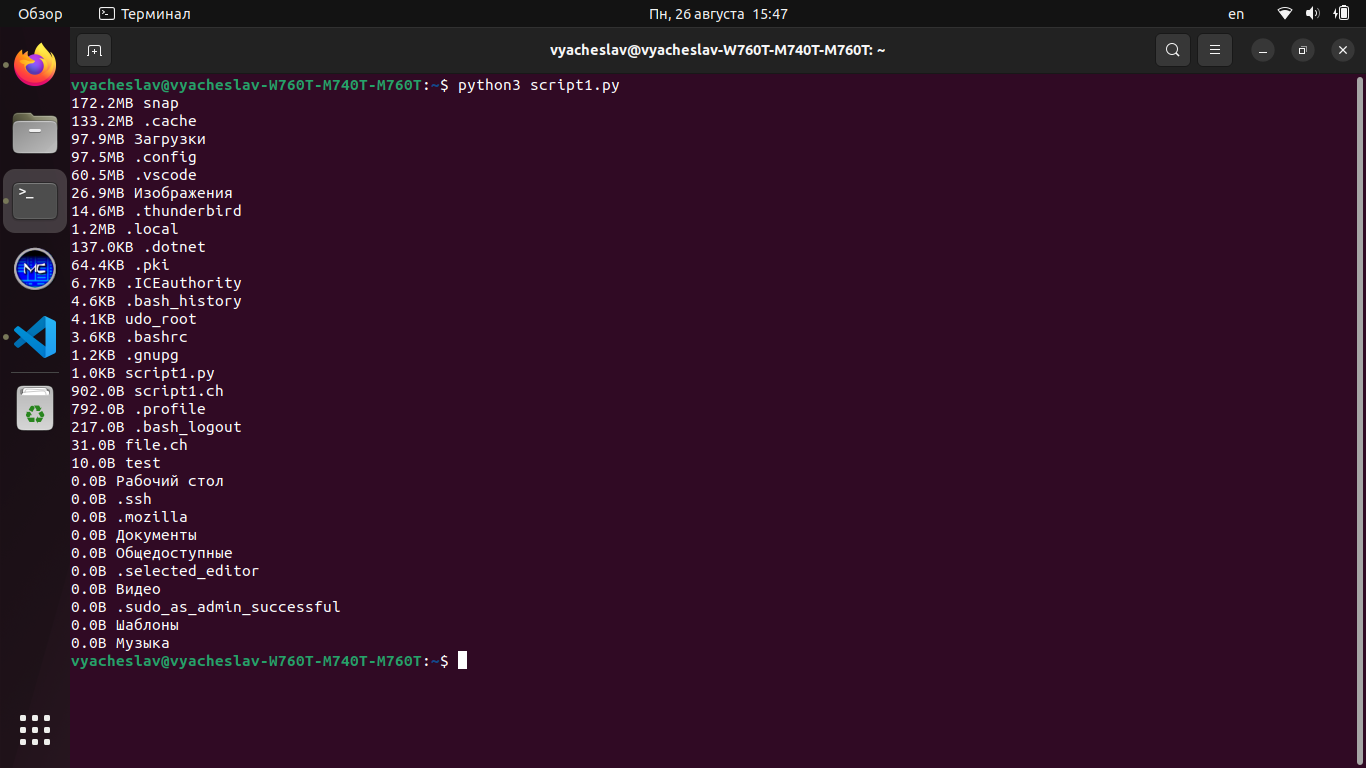 Обзор
Терминал
Пн, 26 августа 15:47
en
vyacheslav@vyacheslav-W760T-M740T-M760T: ~
vyacheslav@vyacheslav-W760T-M740T-M760T:~$ python3 script1.py
172.2MB snap
133.2MB .cache
97.9MB Загрузки
97.5MB .config
60.5MB .vscode
26.9MB Изображения
14.6MB .thunderbird
1.2MB .local
137.0KB .dotnet
64.4KB .pki
6.7KB .ICEauthority
4.6KB .bash_history
4.1KB udo_root
3.6KB .bashrc
1.2KB .gnupg
1.0KB script1.py
902.0B script1.ch
792.0B .profile
217.0B .bash_logout
31.0B file.ch
10.0B test
0.0B Рабочий стол
0.0B .ssh
0.0B .mozilla
0.0B Документы
0.0B Общедоступные
0.0B .selected_editor
0.0B Видео
0.0B .sudo_as_admin_successful
0.0B Шаблоны
0.0B Музыка
vyacheslav@vyacheslav-W760T-M740T-M760T:~$
>_
MC